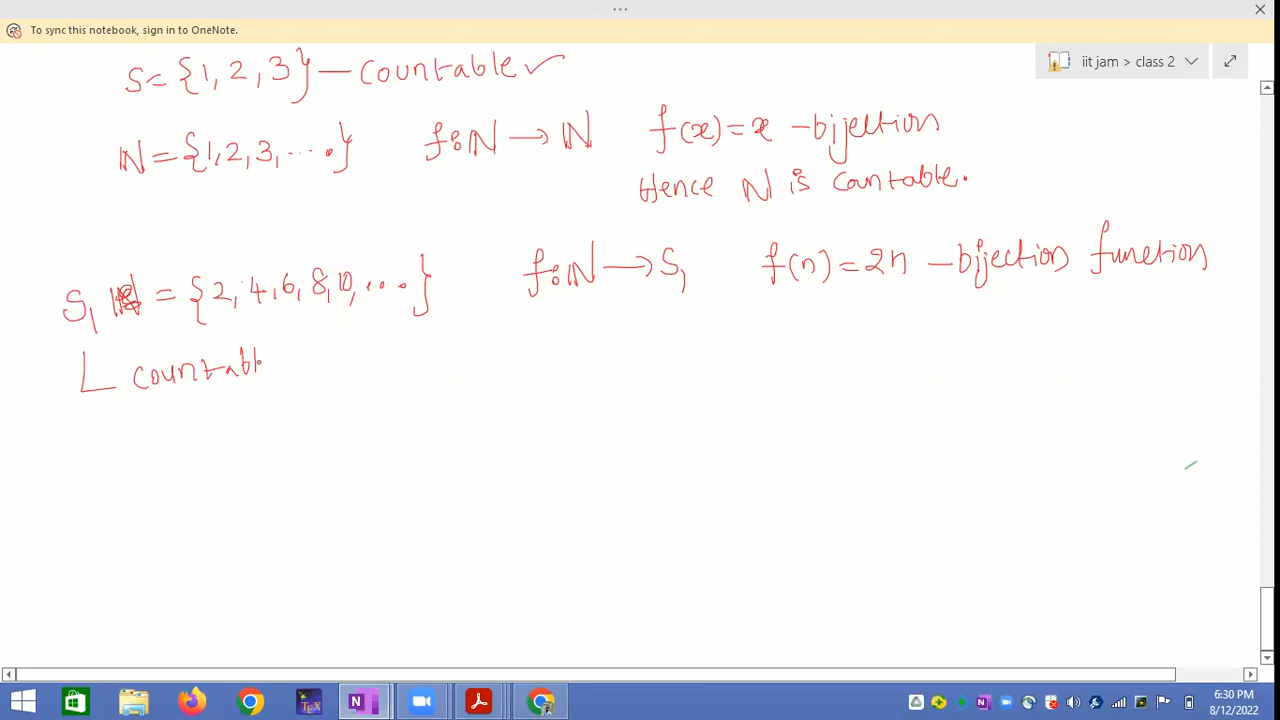 To sync this notebook, sign in to OneNote.
iit jam > class 2
S = {1, 2, 3} — Countable ✓
ℕ = {1, 2, 3, ....} f: ℕ → ℕ f(x) = x – bijection
Hence ℕ is countable.
S₁ = {2, 4, 6, 8, 10, ....} f: ℕ → S₁ f(n) = 2n – bijection function
countabl
6:30 PM
8/12/2022